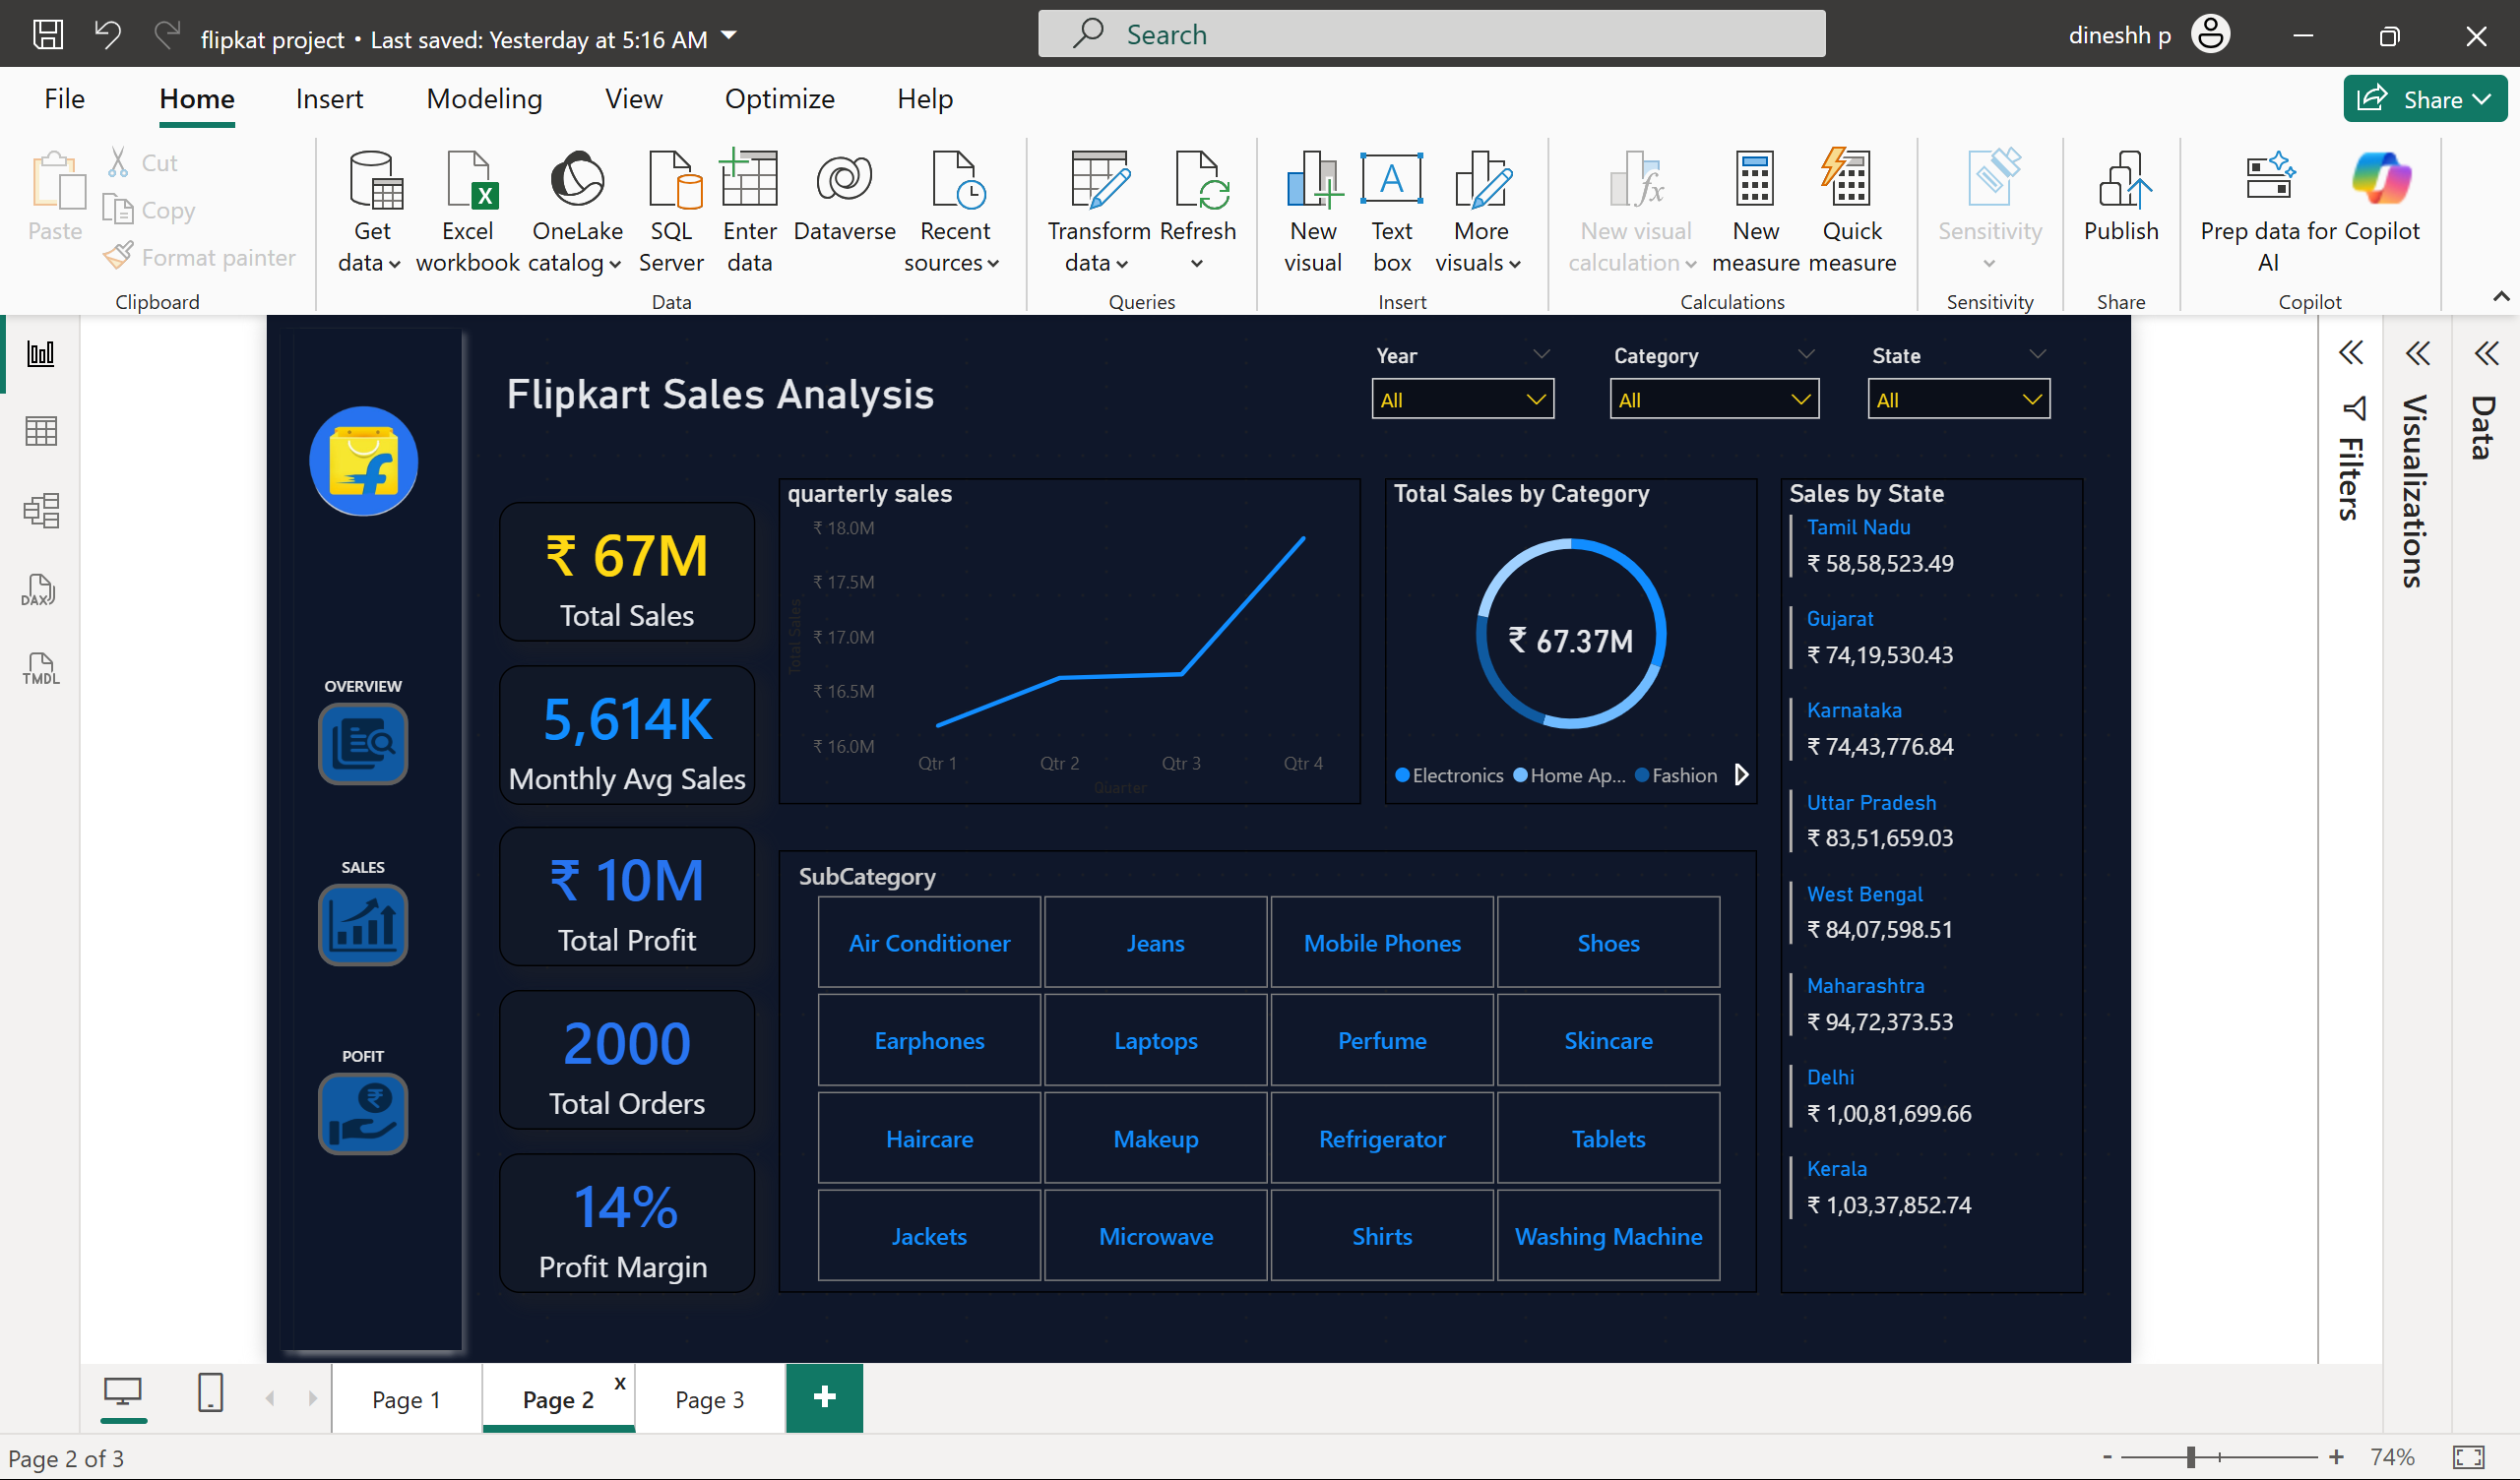 flipkat project • Last saved: Yesterday at 5:16 AM
Search
dineshh p
File
Home
Insert
Modeling
View
Optimize
Help
Share
Paste
Cut
Copy
Format painter
Clipboard
Get data
Excel workbook
OneLake catalog
SQL Server
Enter data
Dataverse
Recent sources
Data
Transform data
Refresh
Queries
New visual
A
Text box
More visuals
Insert
New visual calculation
New measure
Quick measure
Calculations
Sensitivity
Sensitivity
Publish
Share
Prep data for AI
Copilot
Copilot
DAX
TMDL
OVERVIEW
SALES
POFIT
Flipkart Sales Analysis
Year
All
Category
All
State
All
₹ 67M
Total Sales
5,614K
Monthly Avg Sales
₹ 10M
Total Profit
2000
Total Orders
14%
Profit Margin
quarterly sales
₹ 18.0M
₹ 17.5M
₹ 17.0M
₹ 16.5M
₹ 16.0M
Total Sales
Qtr 1
Qtr 2
Qtr 3
Qtr 4
Quarter
Total Sales by Category
₹ 67.37M
Electronics
Home Ap...
Fashion
SubCategory
Air Conditioner
Jeans
Mobile Phones
Shoes
Earphones
Laptops
Perfume
Skincare
Haircare
Makeup
Refrigerator
Tablets
Jackets
Microwave
Shirts
Washing Machine
Sales by State
Tamil Nadu
₹ 58,58,523.49
Gujarat
₹ 74,19,530.43
Karnataka
₹ 74,43,776.84
Uttar Pradesh
₹ 83,51,659.03
West Bengal
₹ 84,07,598.51
Maharashtra
₹ 94,72,373.53
Delhi
₹ 1,00,81,699.66
Kerala
₹ 1,03,37,852.74
Filters
Visualizations
Data
Page 1
Page 2
x
Page 3
+
Page 2 of 3
-
+
74%